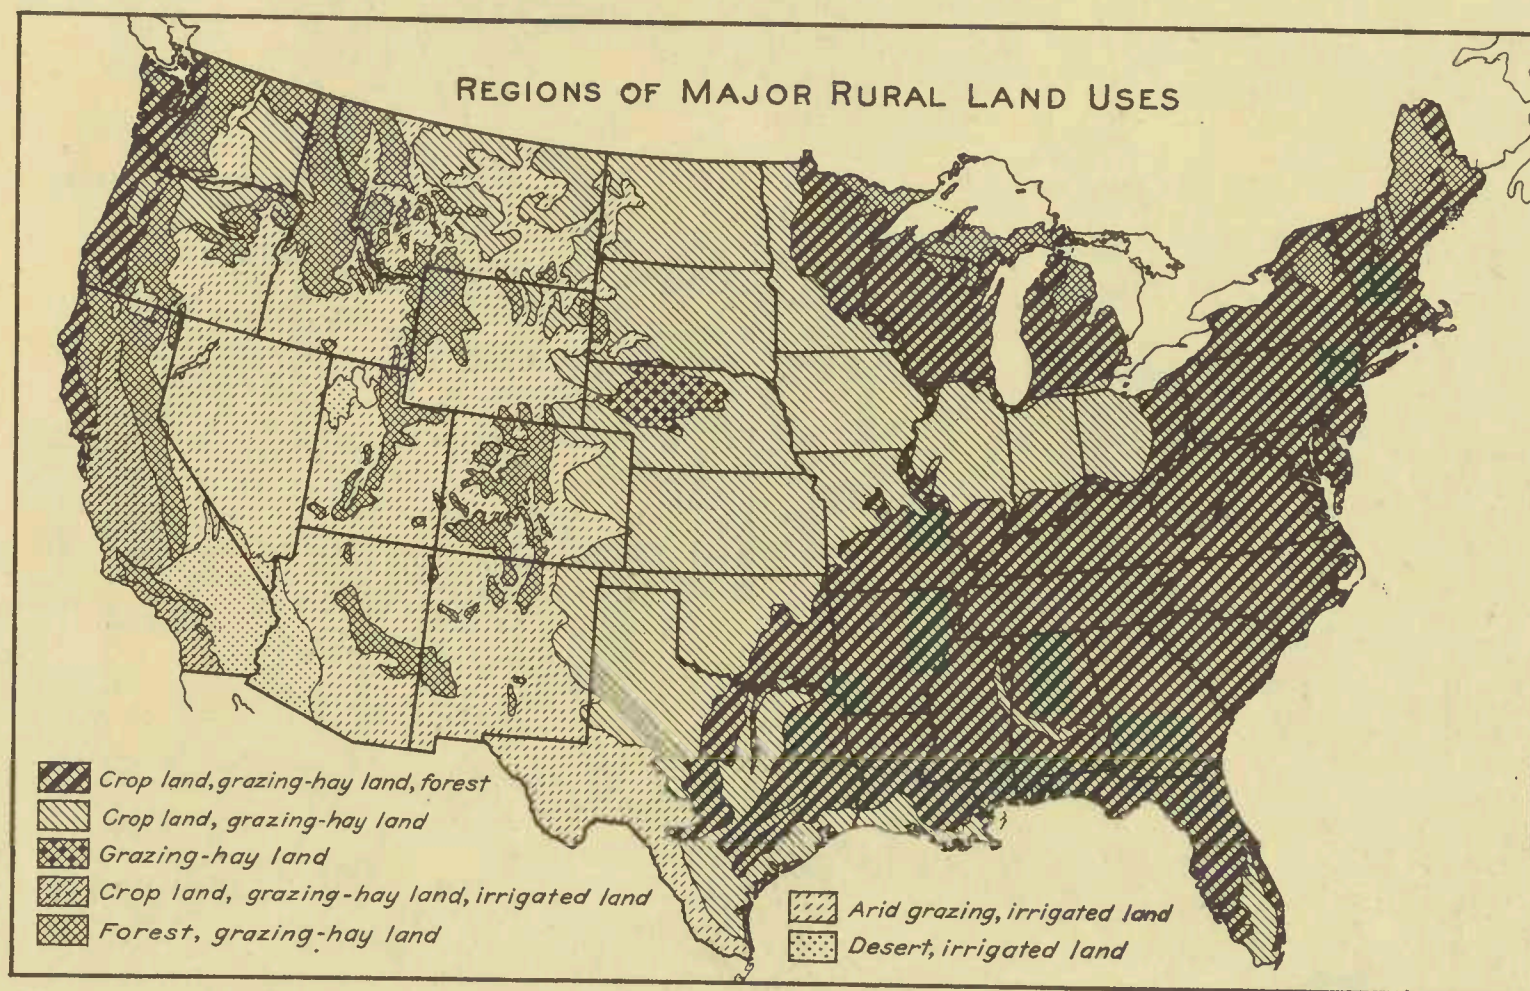 REGIONS OF MAJOR RURAL LAND USES
Crop land, grazing-hay land, forest
Crop land, grazing-hay land
Grazing-hay land
Crop land, grazing-hay land, irrigated land
Forest, grazing-hay land
Arid grazing, irrigated land
Desert, irrigated land